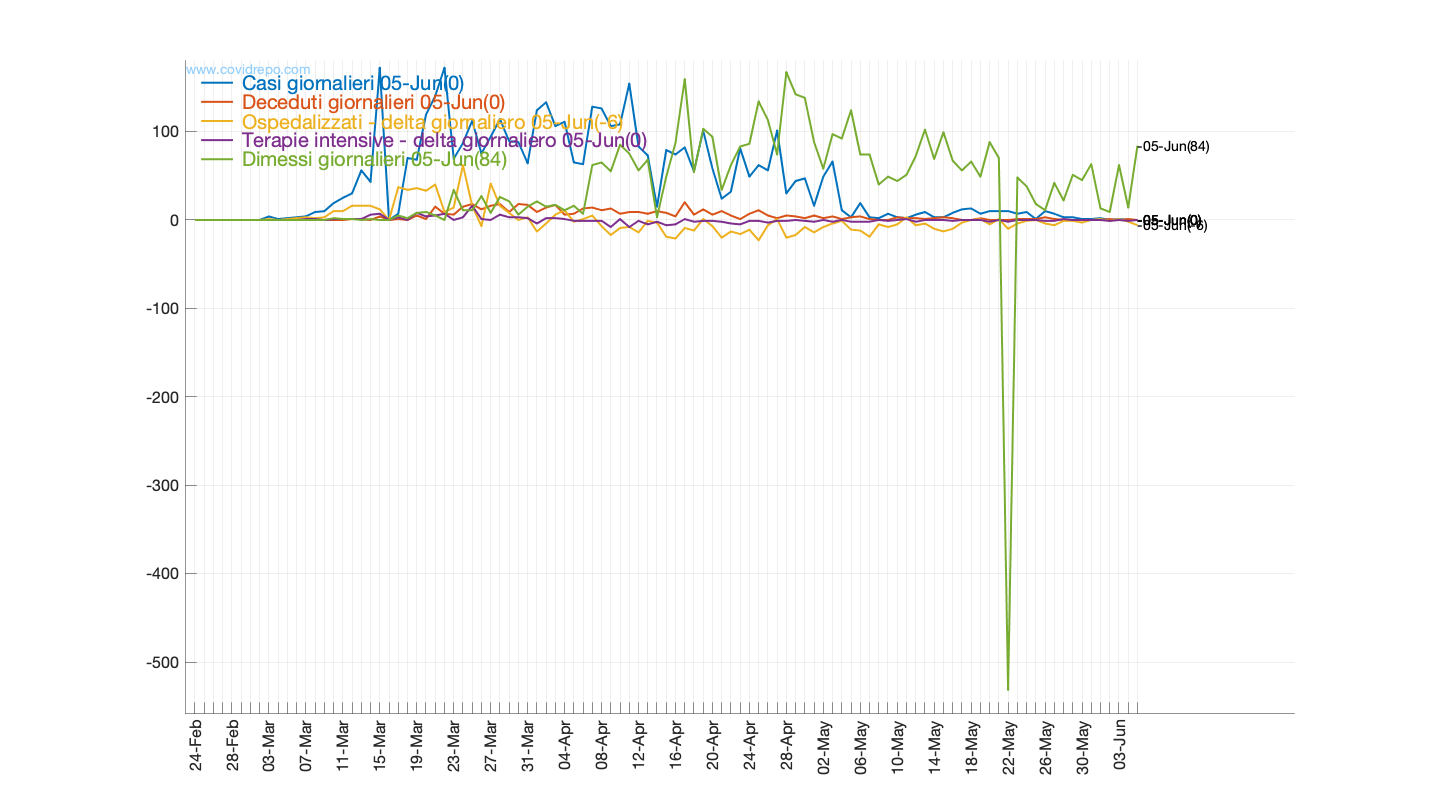 www.covidrepo.com
Casi giornalieri 05-Jun(0)
Deceduti giornalieri 05-Jun(0)
Ospedalizzati - delta giornaliero 05-Jun(-6)
Terapie intensive - delta giornaliero 05-Jun(0)
Dimessi giornalieri 05-Jun(84)
100
0
-100
-200
-300
-400
-500
-05-Jun(84)
-05-Jun(0)
-05-Jun(-6)
24-Feb
28-Feb
03-Mar
07-Mar
11-Mar
15-Mar
19-Mar
23-Mar
27-Mar
31-Mar
04-Apr
08-Apr
12-Apr
16-Apr
20-Apr
24-Apr
28-Apr
02-May
06-May
10-May
14-May
18-May
22-May
26-May
30-May
03-Jun